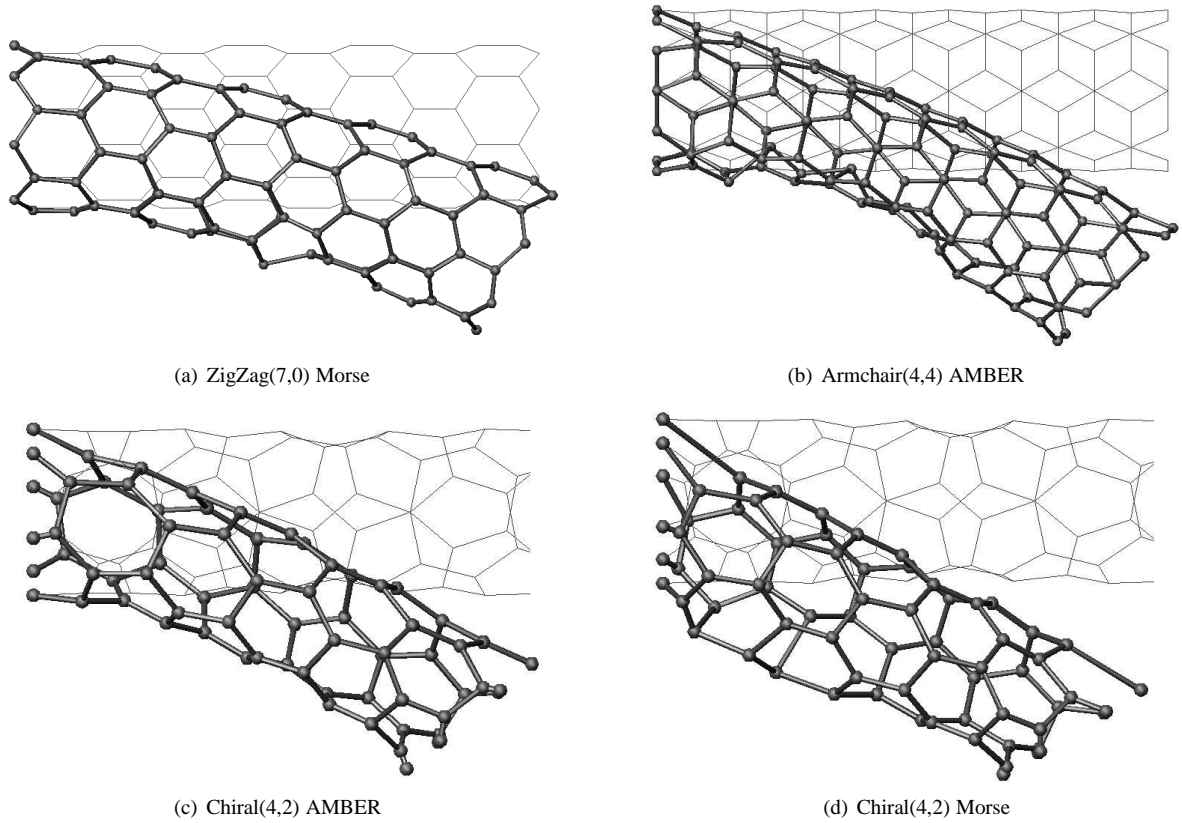 (a) ZigZag(7,0) Morse
(b) Armchair(4,4) AMBER
(c) Chiral(4,2) AMBER
(d) Chiral(4,2) Morse